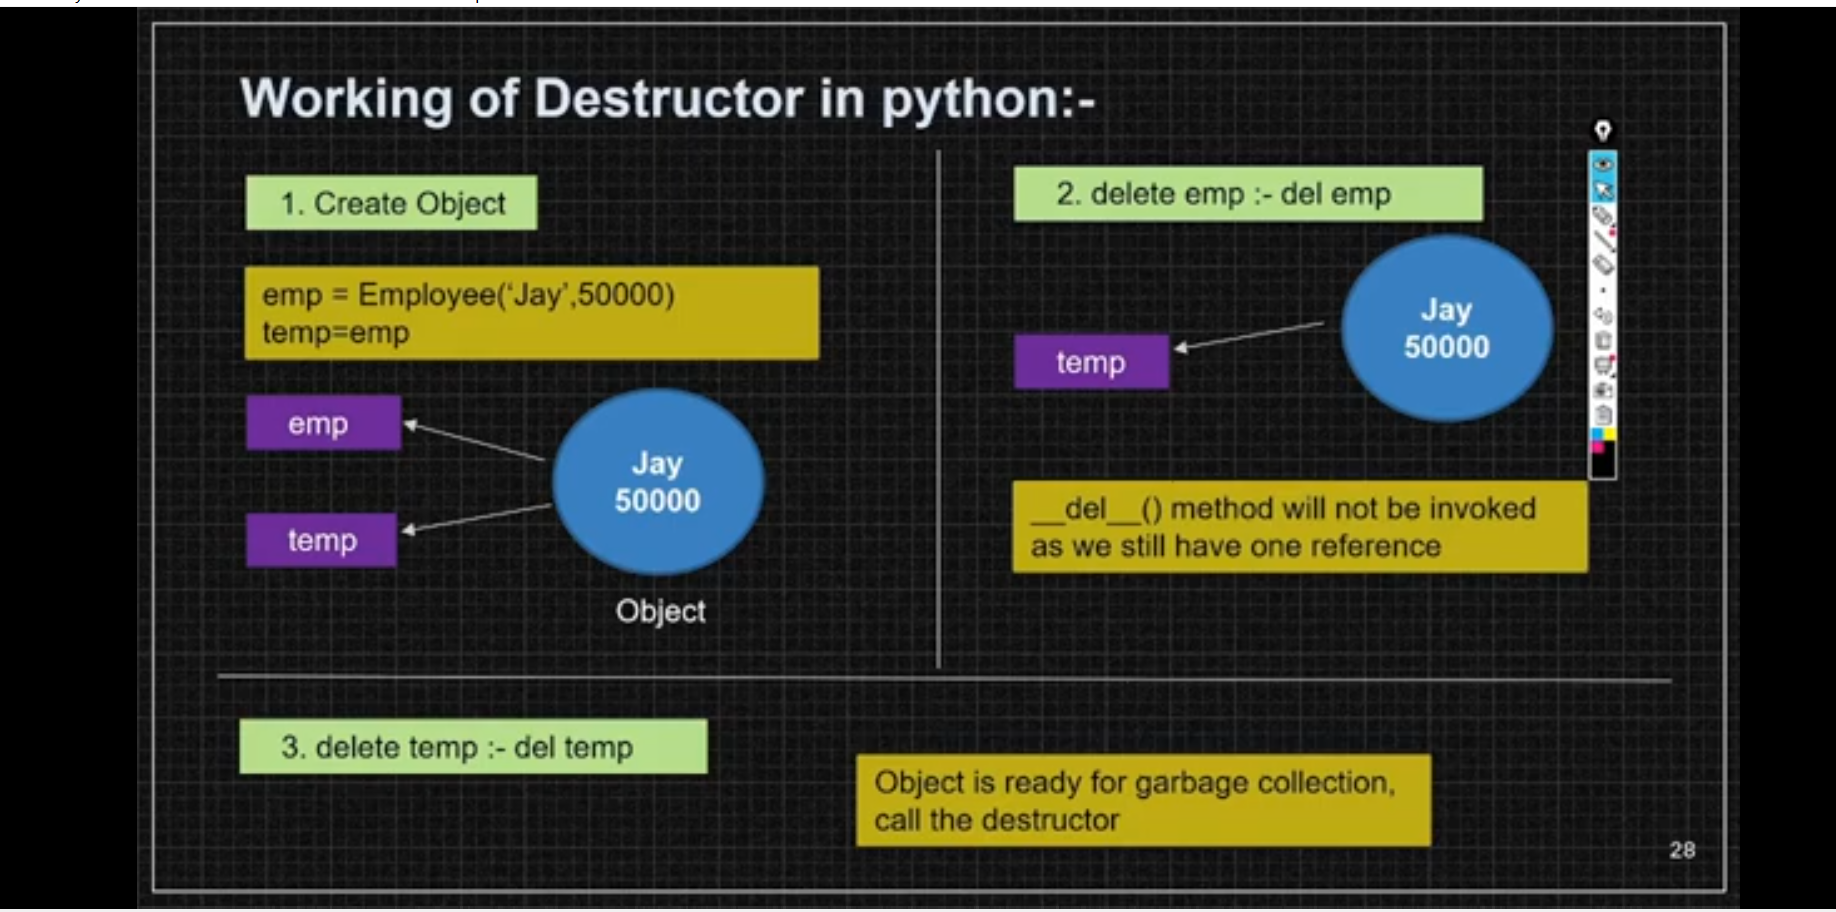 Working of Destructor in python:-
1. Create Object
emp = Employee(‘Jay’,50000)
temp=emp
emp
temp
Jay
50000
Object
2. delete emp :- del emp
temp
Jay
50000
__del__() method will not be invoked
as we still have one reference
3. delete temp :- del temp
Object is ready for garbage collection,
call the destructor
28